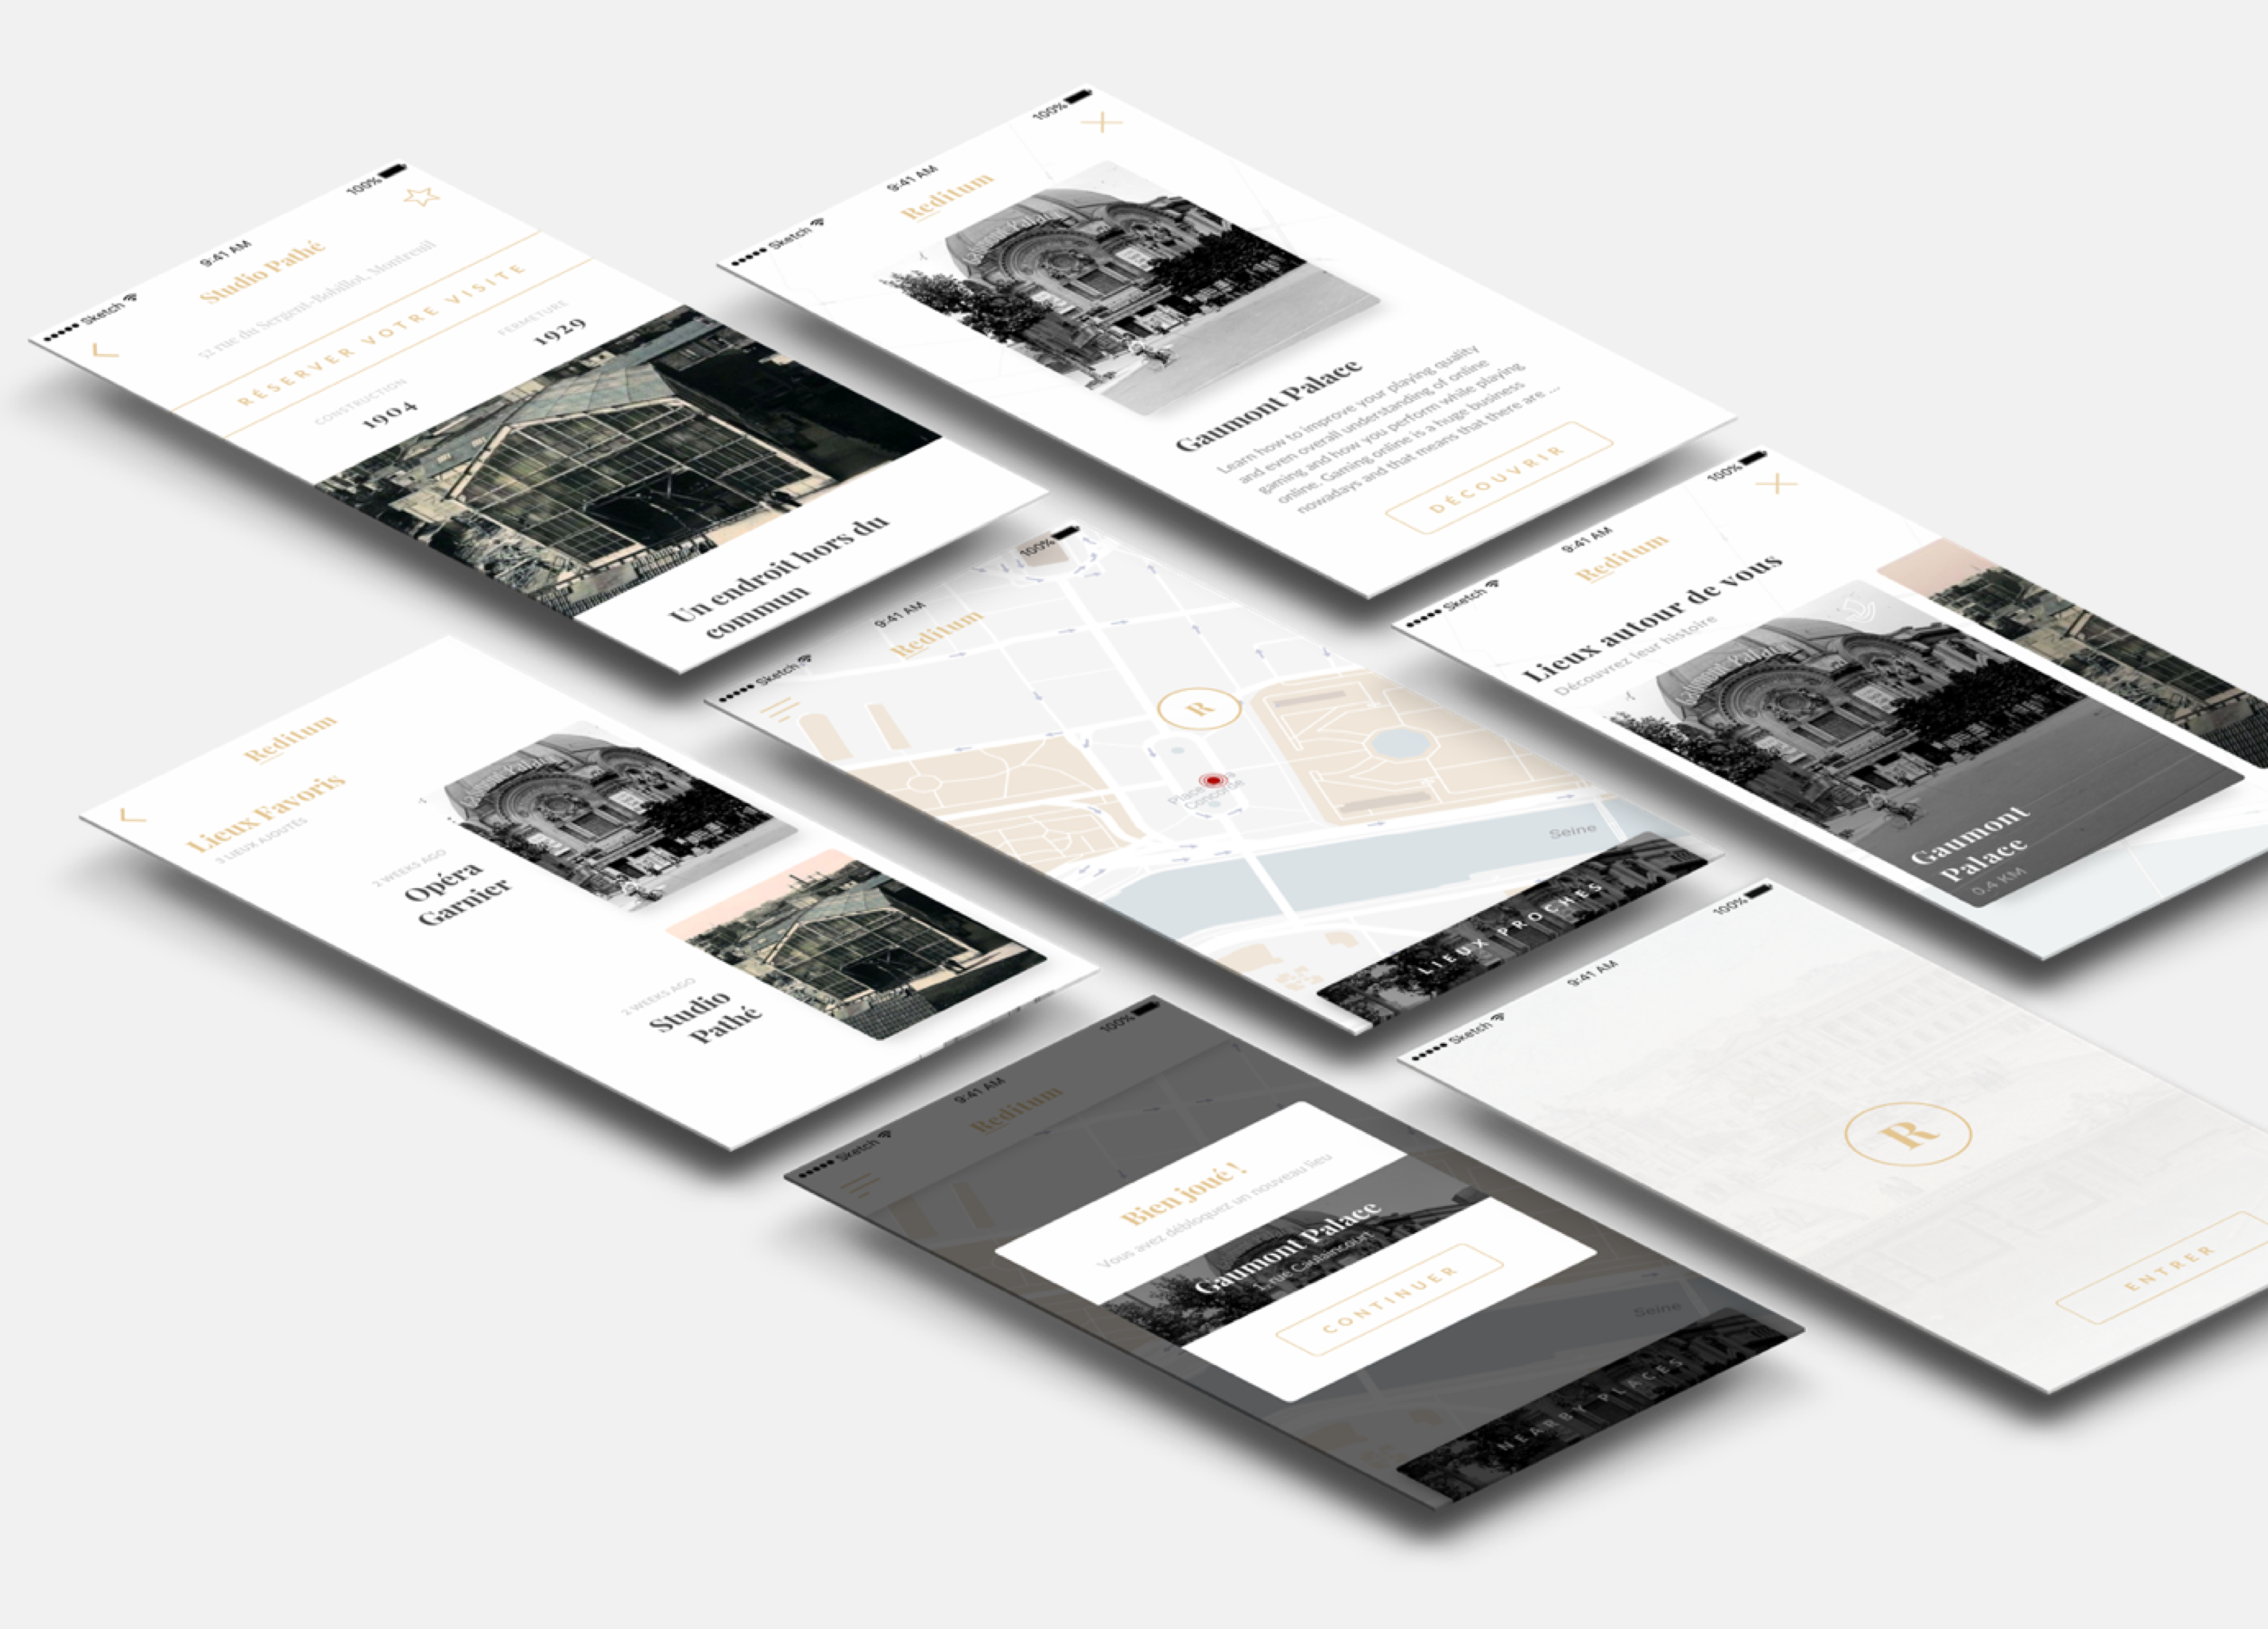 Sketch
9:41 AM
100%
Studio Pathé
52 rue du Sergent-Bobillot, Montreuil
RÉSERVER VOTRE VISITE
CONSTRUCTION
1904
FERMETURE
1929
Un endroit hors du
commun
Sketch
9:41 AM
100%
Reditum
Gaumont Palace
Learn how to improve your playing quality
and even overall understanding of online
gaming and how you perform while playing
online. Gaming online is a huge business
nowadays and that means that there are ...
DÉCOUVRIR
Reditum
Lieux Favoris
3 LIEUX AJOUTÉS
2 WEEKS AGO
Opéra
Garnier
2 WEEKS AGO
Studio
Pathé
Sketch
9:41 AM
100%
Reditum
R
Concorde
Seine
LIEUX PROCHES
Sketch
9:41 AM
100%
Reditum
Lieux autour de vous
Découvrez leur histoire
Gaumont
Palace
0.4 KM
Sketch
9:41 AM
100%
Reditum
Bien joué !
Vous avez débloquez un nouveau lieu
Gaumont Palace
1, rue Caulaincourt
CONTINUER
Seine
NEARBY PLACES
Sketch
9:41 AM
100%
R
ENTRER